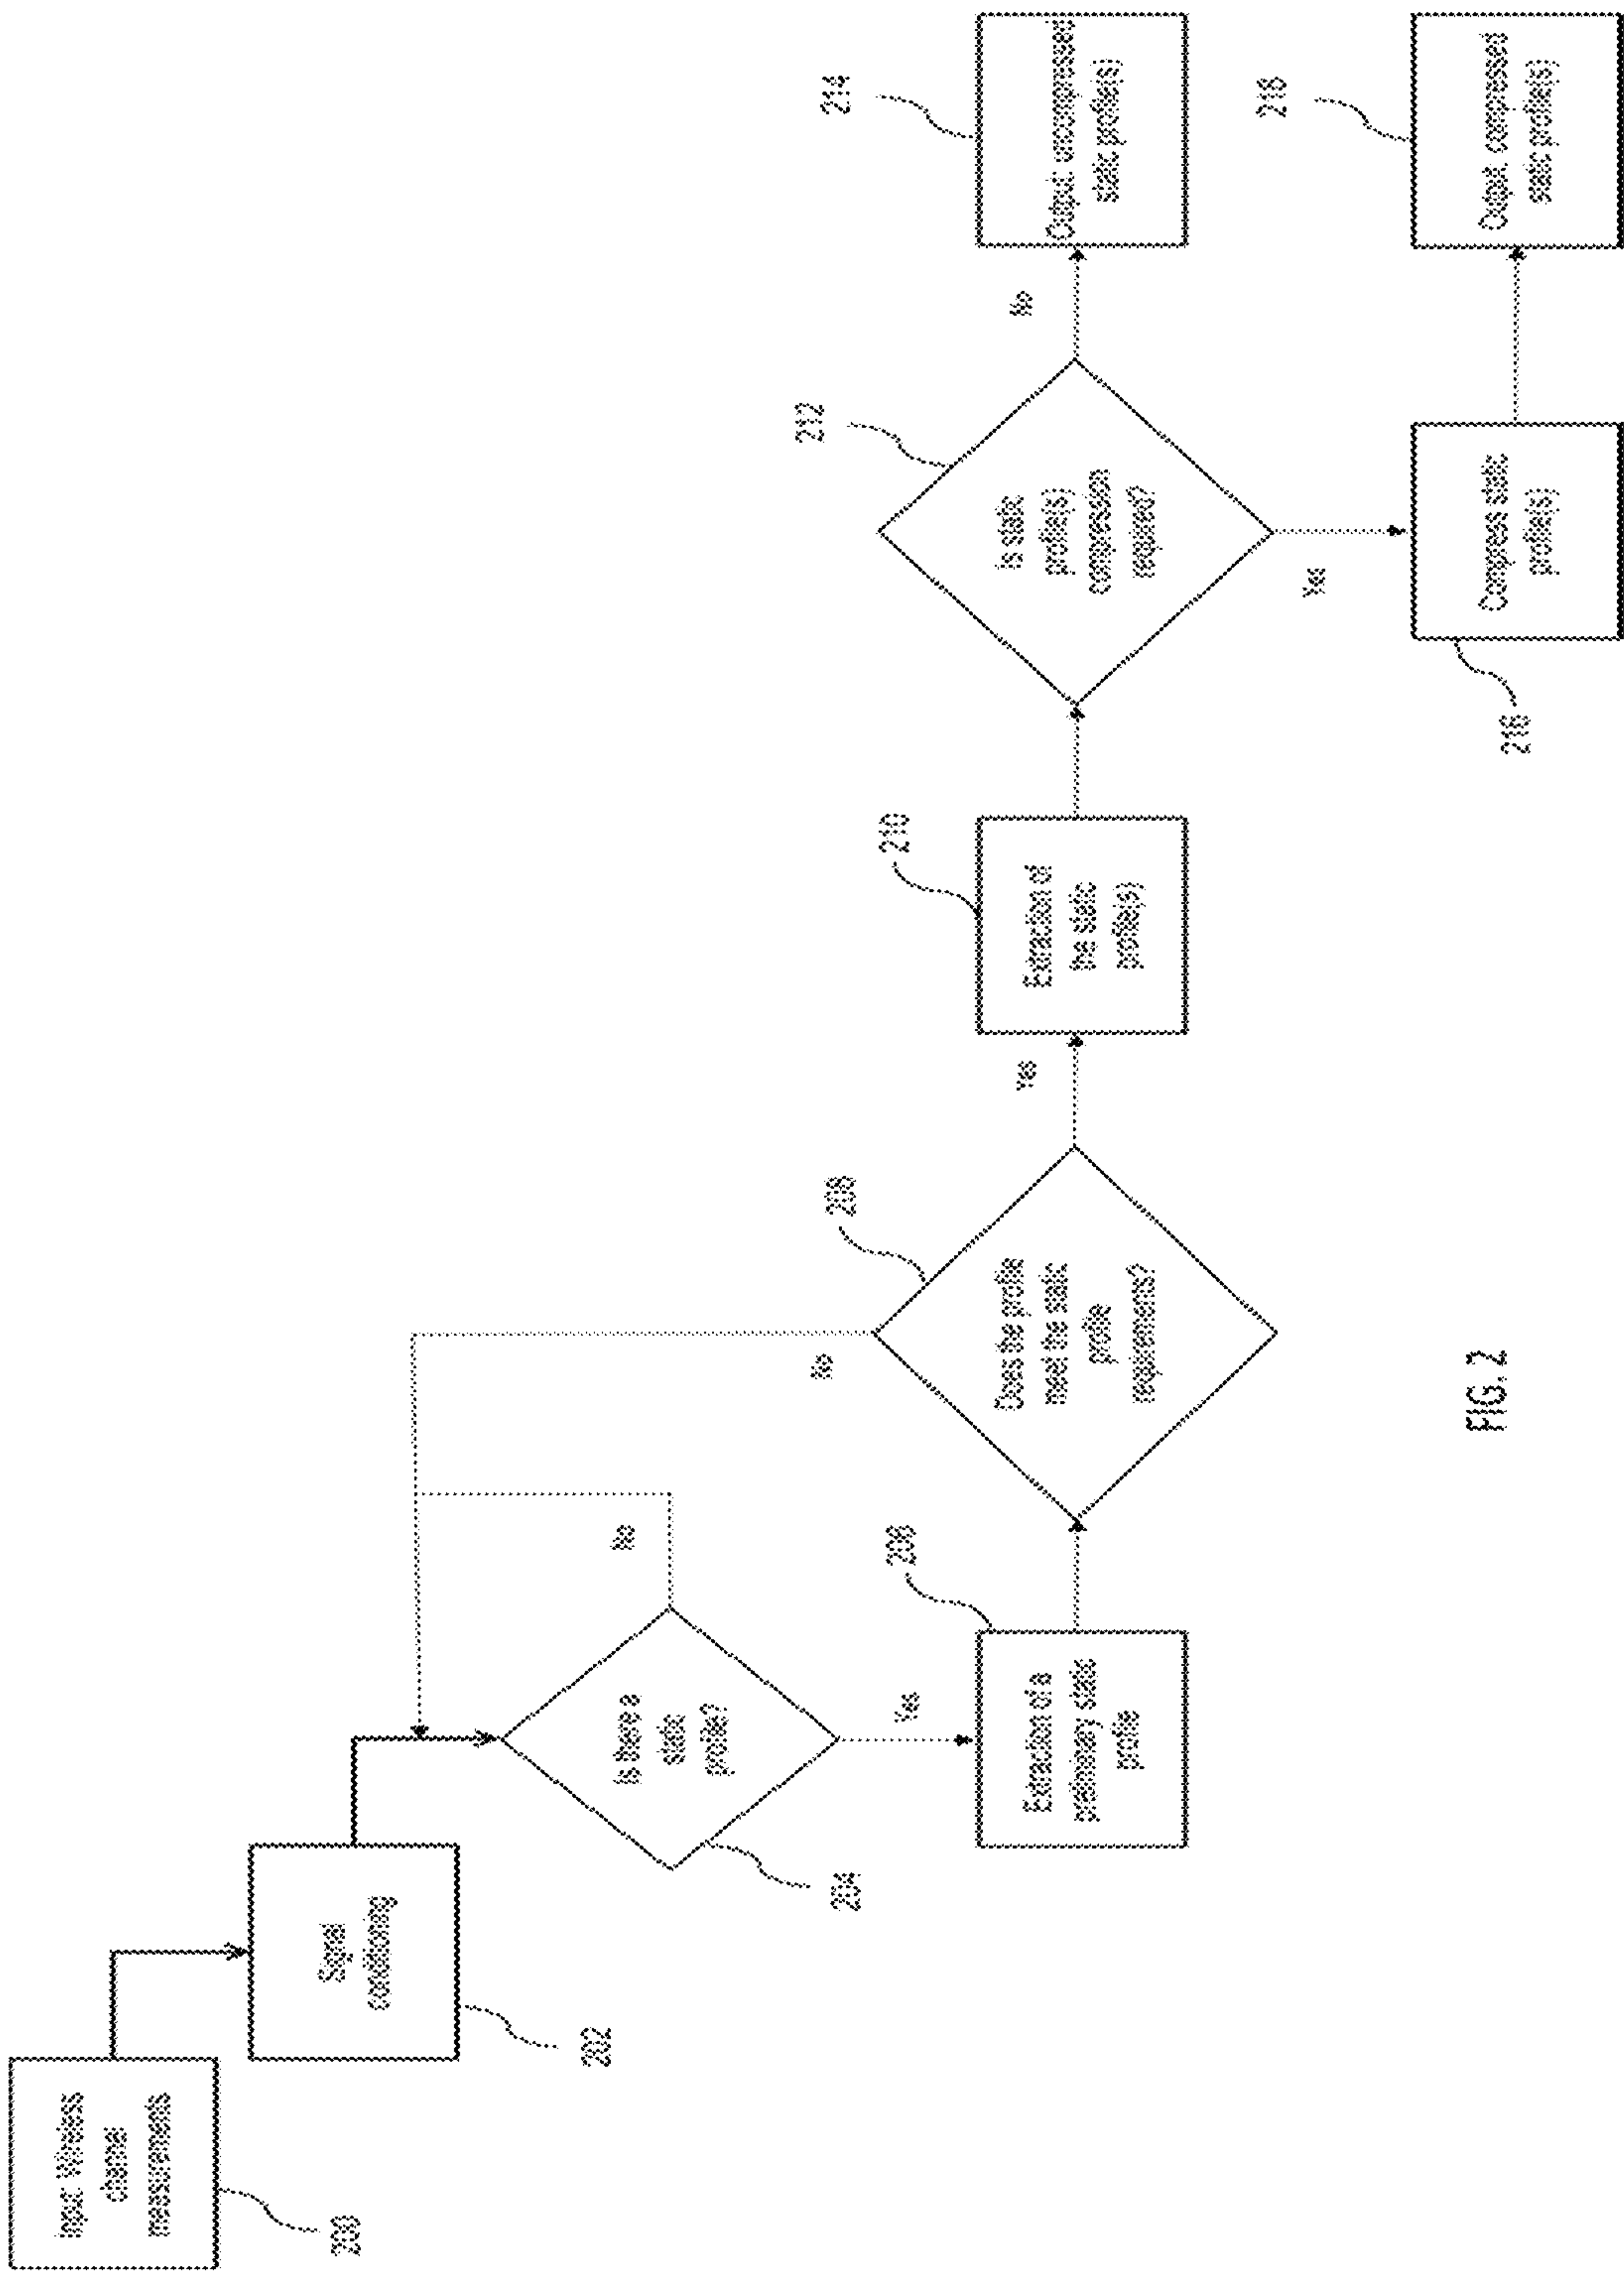 Input: Wireless
channel
measurements
200
Signal
conditioning
202
Is there a
static
profile?
204
No
Yes
Extraction of a
preliminary static
profile
206
Does the profile
meet the static
profile
requirements?
208
No
yes
Extraction of
the static
profile(s)
210
Is static
profile(s)
compression
required?
212
No
Yes
Output: uncompressed
static profile(s)
214
Compress static
profile(s)
216
Output: compressed
static profile(s)
218
FIG. 2